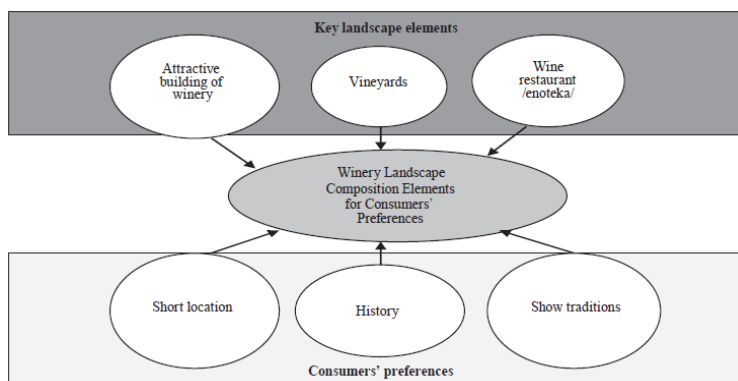 Key landscape elements
Attractive
building of
winery
Vineyards
Wine
restaurant
/enoteka/
Winery Landscape
Composition Elements
for Consumers’
Preferences
Short location
History
Show traditions
Consumers’ preferences